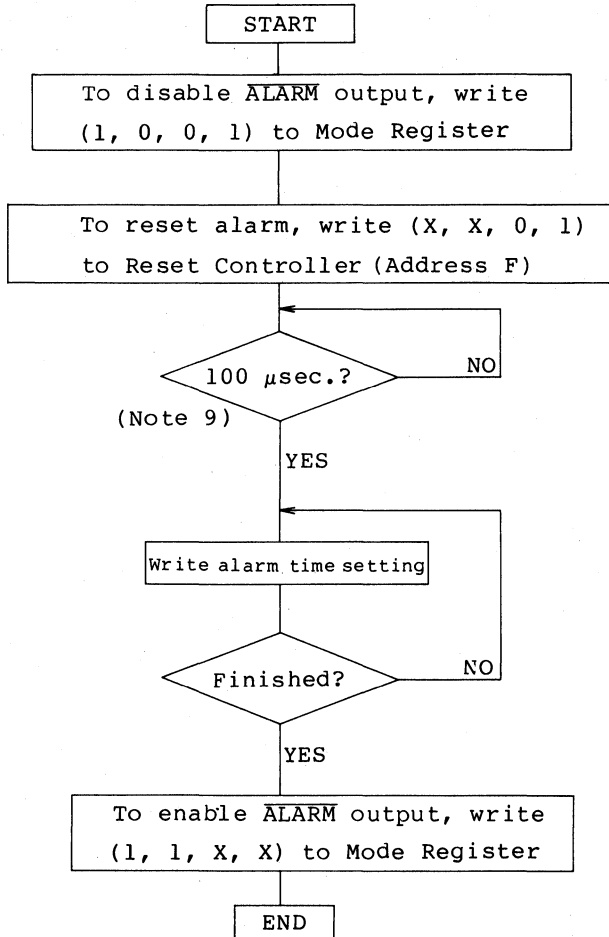 START
To disable ALARM output, write
(1, 0, 0, 1) to Mode Register
To reset alarm, write (X, X, 0, 1)
to Reset Controller (Address F)
100 μsec.?
NO
(Note 9)
YES
Write alarm time setting
Finished?
NO
YES
To enable ALARM output, write
(1, 1, X, X) to Mode Register
END